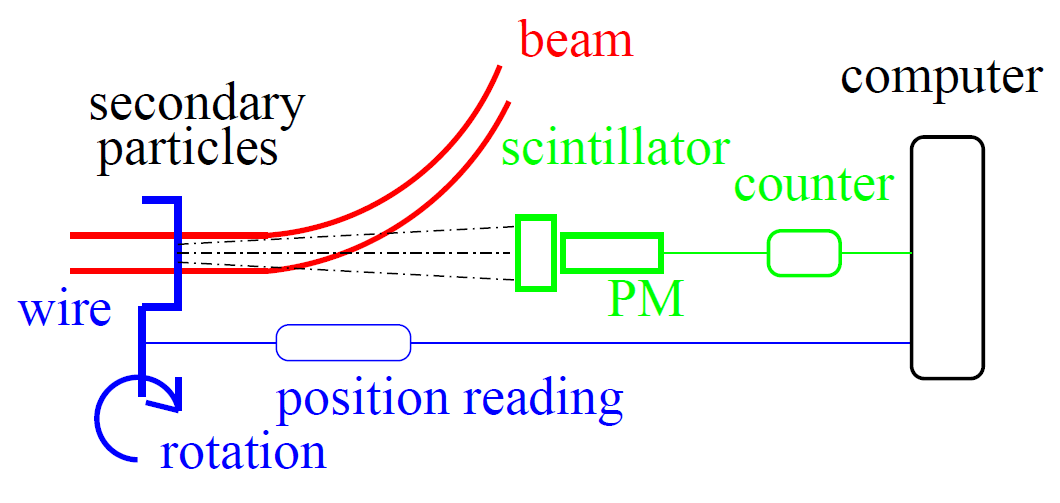 beam
computer
secondary
particles
scintillator
counter
wire
PM
position reading
rotation